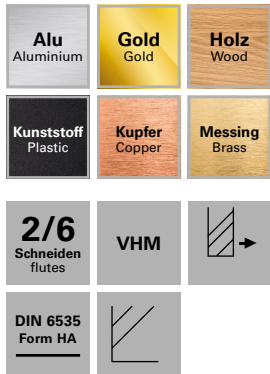 Alu
Aluminium
Gold
Gold
Holz
Wood
Kunststoff
Plastic
Kupfer
Copper
Messing
Brass
2/6
Schneiden
flutes
VHM
DIN 6535
Form HA